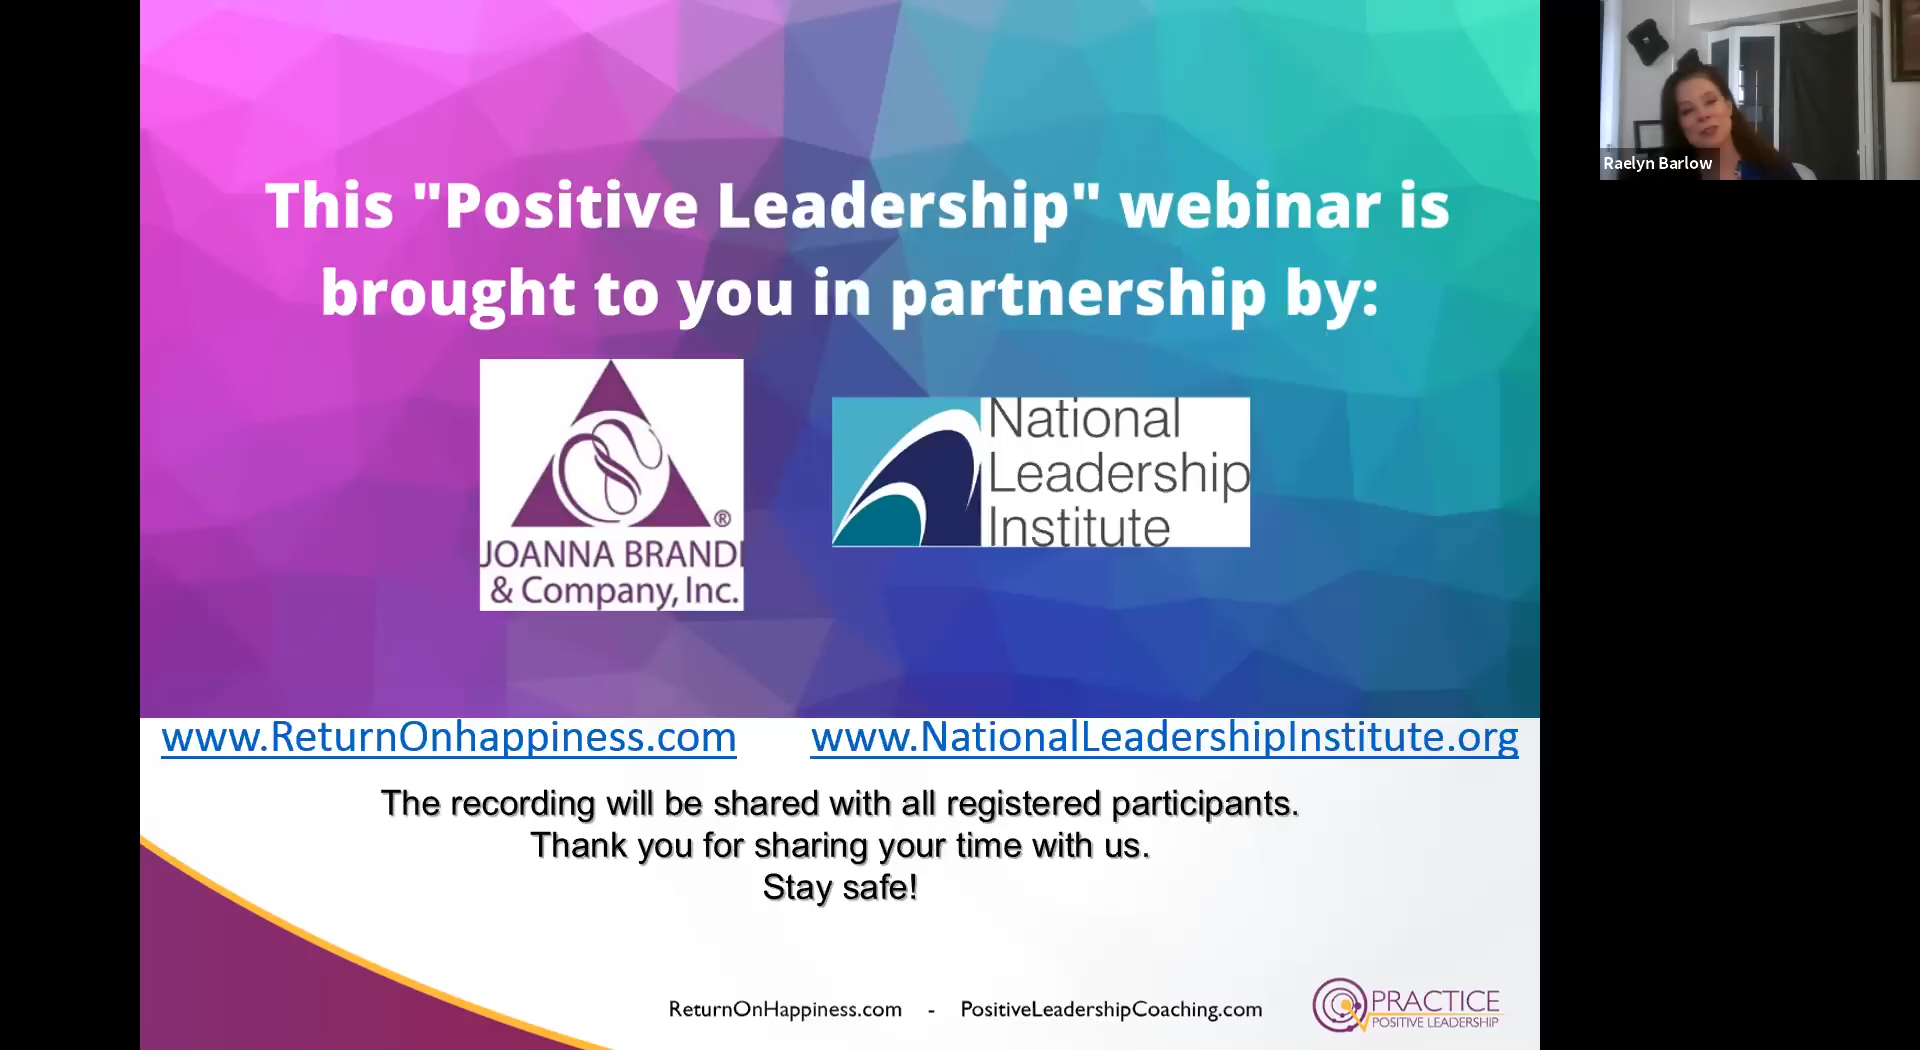 This "Positive Leadership" webinar is
brought to you in partnership by:
JOANNA BRANDI
& Company, Inc.
®
National
Leadership
Institute
www.ReturnOnhappiness.com
www.NationalLeadershipInstitute.org
The recording will be shared with all registered participants.
Thank you for sharing your time with us.
Stay safe!
ReturnOnHappiness.com - PositiveLeadershipCoaching.com
PRACTICE
POSITIVE LEADERSHIP
Raelyn Barlow